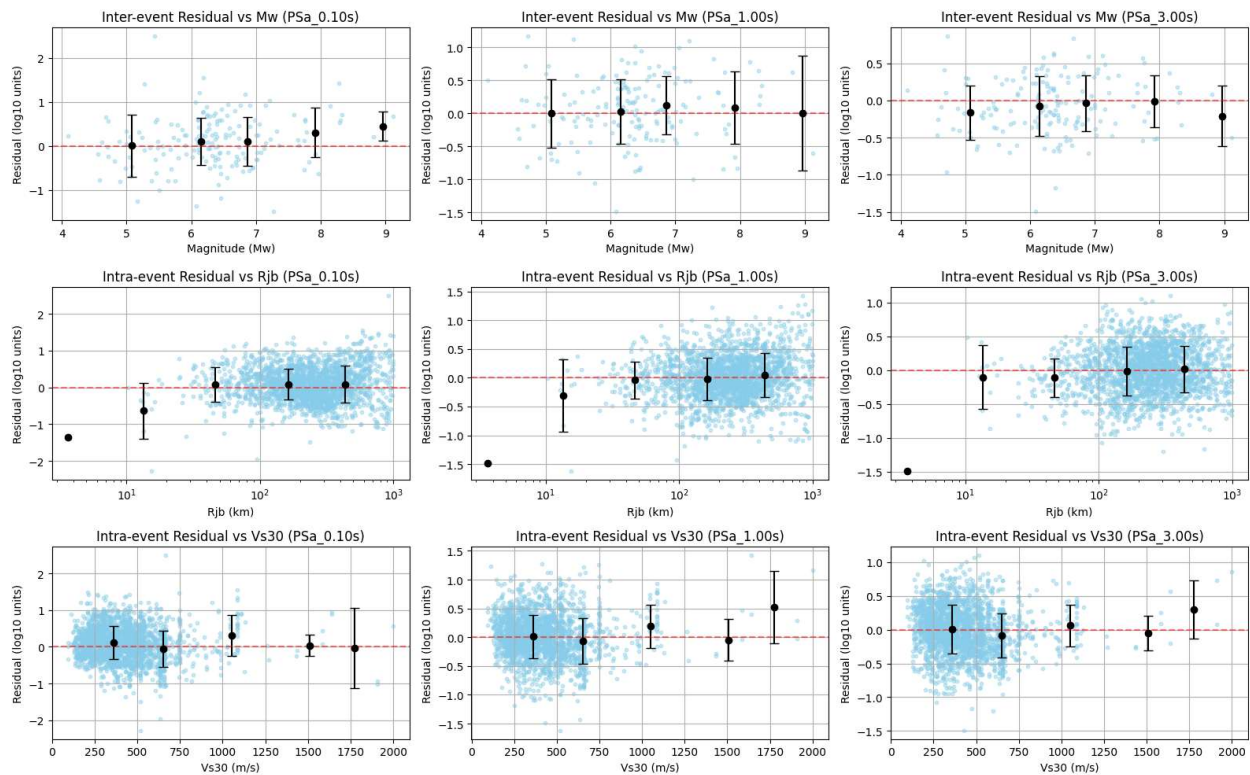 Inter-event Residual vs Mw (PSa_0.10s)
Residual (log10 units)
2
1
0
−1
4 5 6 7 8 9
Magnitude (Mw)
Inter-event Residual vs Mw (PSa_1.00s)
Residual (log10 units)
1.0
0.5
0.0
−0.5
−1.0
−1.5
4 5 6 7 8 9
Magnitude (Mw)
Inter-event Residual vs Mw (PSa_3.00s)
Residual (log10 units)
1.0
0.5
0.0
−0.5
−1.0
−1.5
4 5 6 7 8 9
Magnitude (Mw)
Intra-event Residual vs Rjb (PSa_0.10s)
Residual (log10 units)
2
1
0
−1
−2
10¹ 10² 10³
Rjb (km)
Intra-event Residual vs Rjb (PSa_1.00s)
Residual (log10 units)
1.5
1.0
0.5
0.0
−0.5
−1.0
−1.5
10¹ 10² 10³
Rjb (km)
Intra-event Residual vs Rjb (PSa_3.00s)
Residual (log10 units)
1.0
0.5
0.0
−0.5
−1.0
−1.5
10¹ 10² 10³
Rjb (km)
Intra-event Residual vs Vs30 (PSa_0.10s)
Residual (log10 units)
2
1
0
−1
−2
0 250 500 750 1000 1250 1500 1750 2000
Vs30 (m/s)
Intra-event Residual vs Vs30 (PSa_1.00s)
Residual (log10 units)
1.5
1.0
0.5
0.0
−0.5
−1.0
−1.5
0 250 500 750 1000 1250 1500 1750 2000
Vs30 (m/s)
Intra-event Residual vs Vs30 (PSa_3.00s)
Residual (log10 units)
1.0
0.5
0.0
−0.5
−1.0
−1.5
0 250 500 750 1000 1250 1500 1750 2000
Vs30 (m/s)